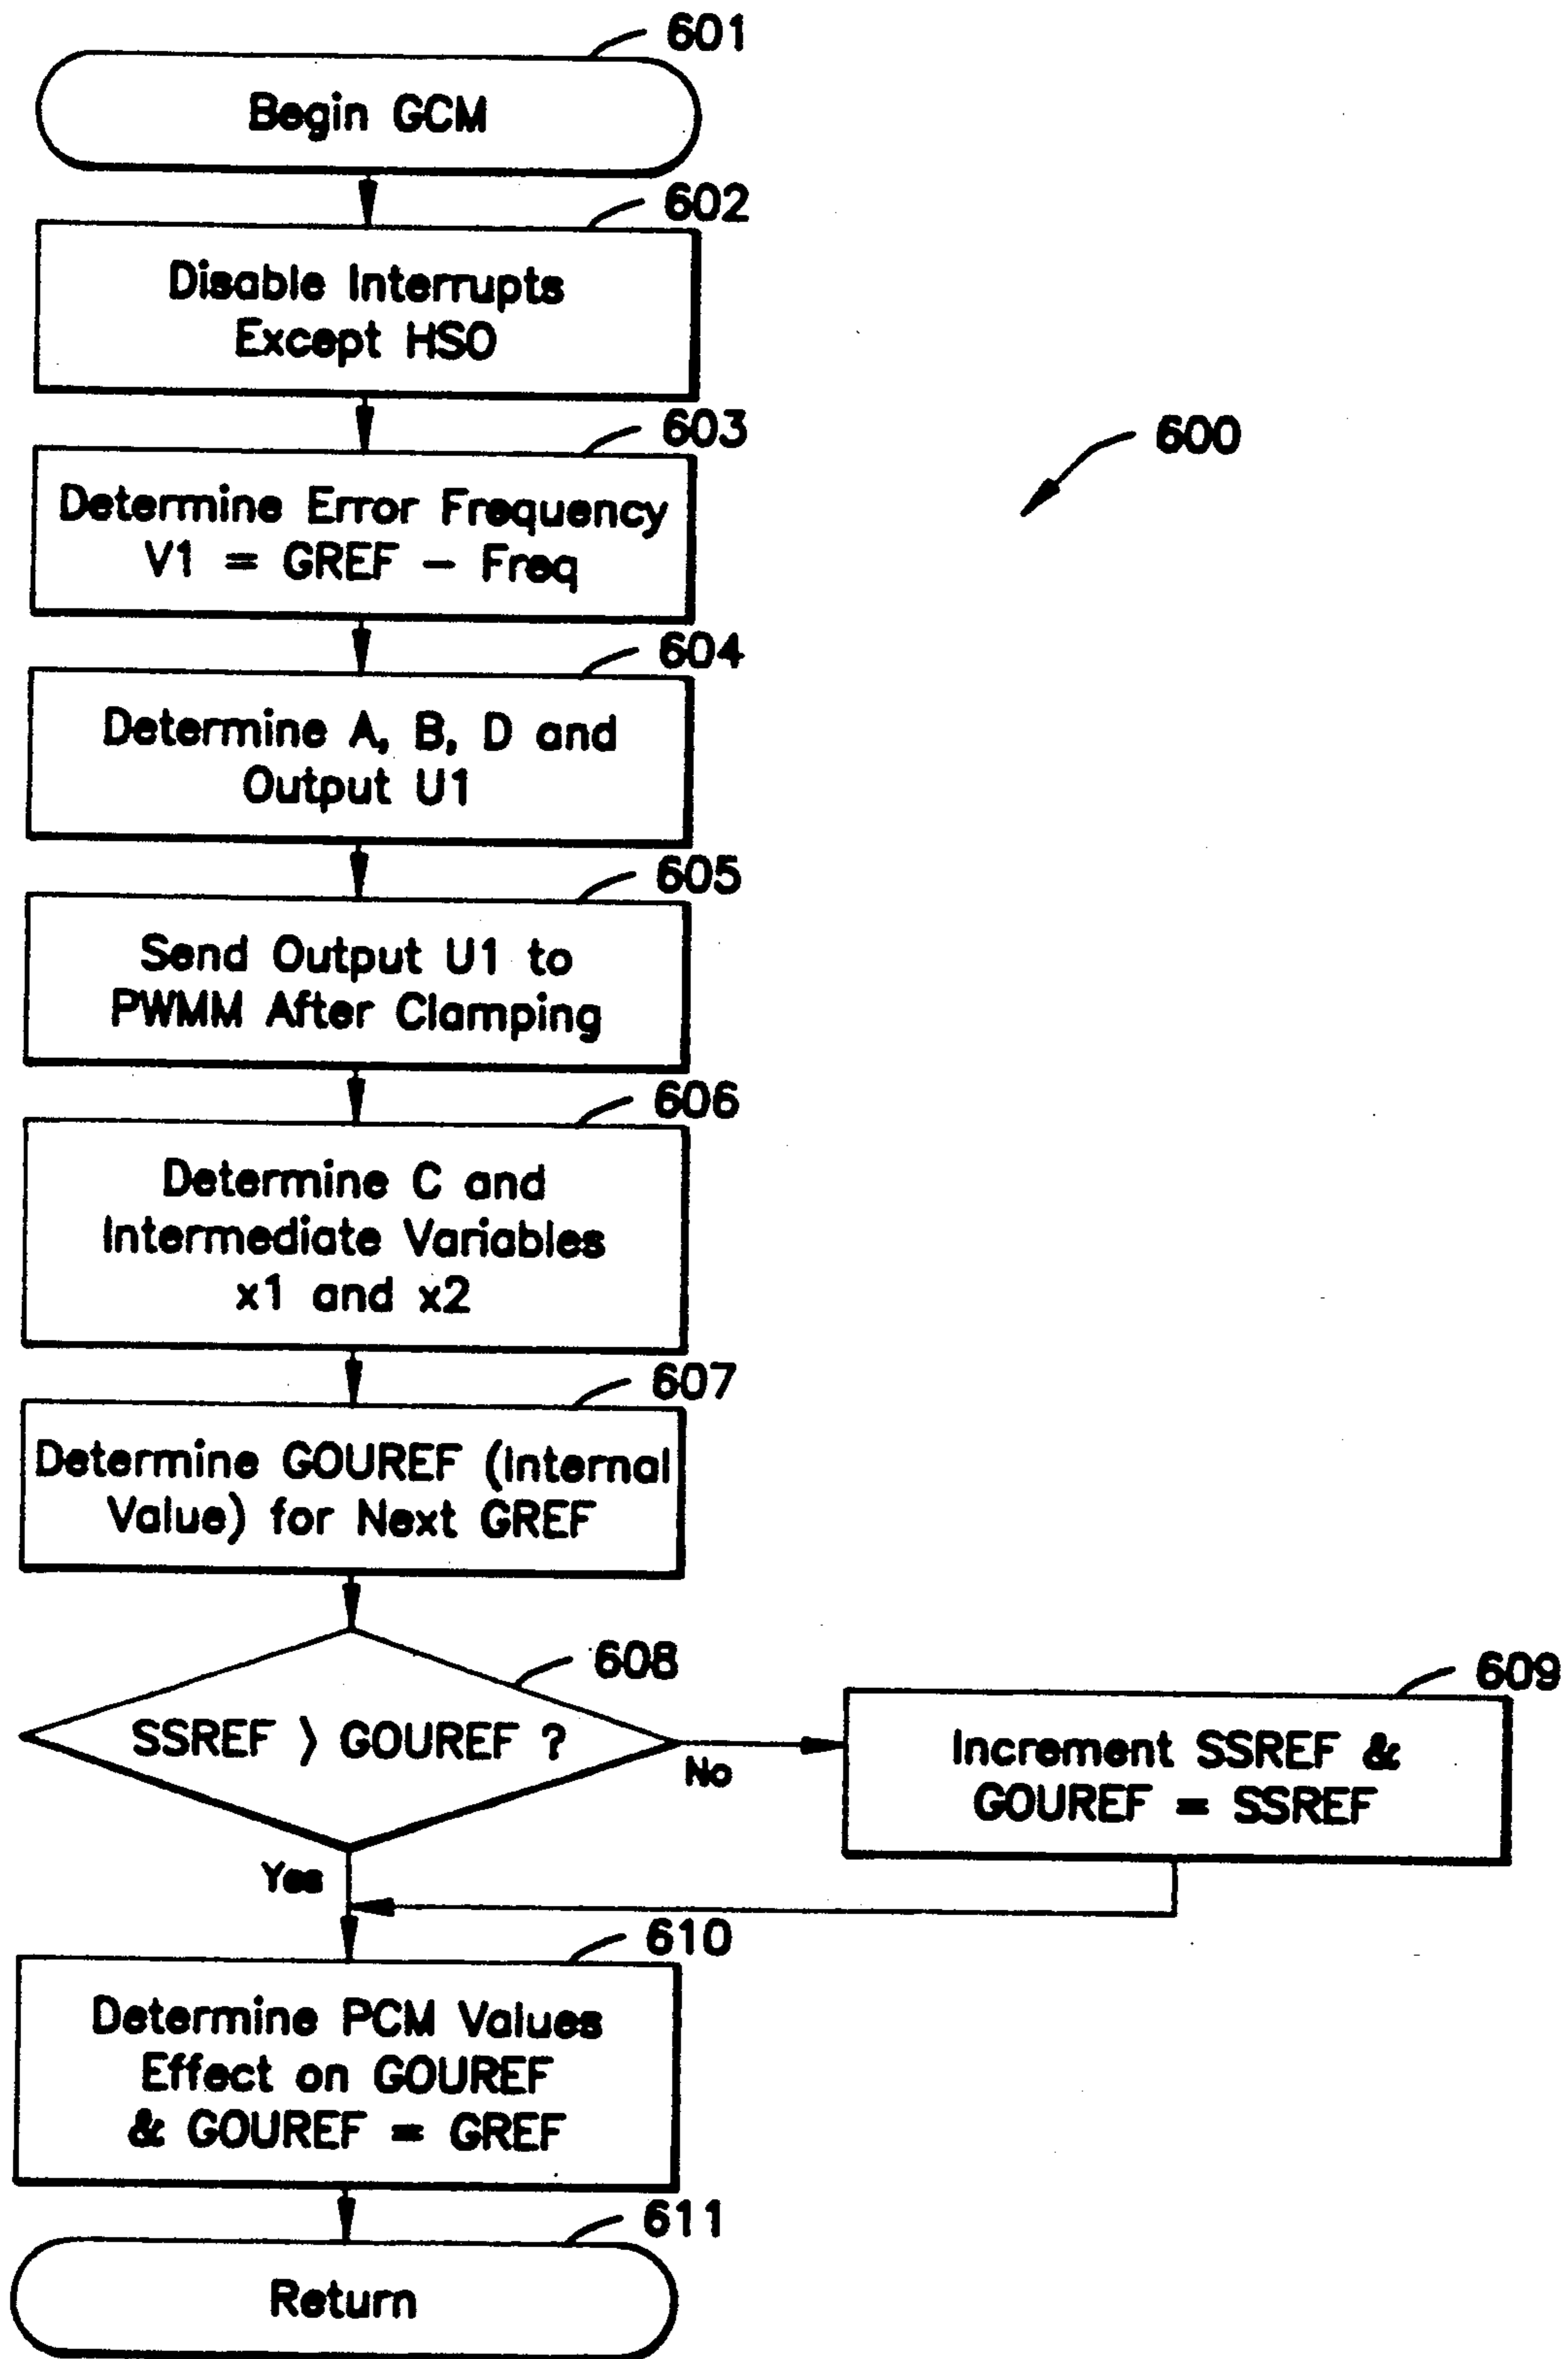 601
Begin GCM
602
Disable Interrupts
Except HSO
603
600
Determine Error Frequency
V1 = GREF - Freq
604
Determine A, B, D and
Output U1
605
Send Output U1 to
PWMM After Clamping
606
Determine C and
Intermediate Variables
x1 and x2
607
Determine GOUREF (Internal
Value) for Next GREF
608
SSREF > GOUREF ?
No
Yes
609
Increment SSREF &
GOUREF = SSREF
610
Determine PCM Values
Effect on GOUREF
& GOUREF = GREF
611
Return